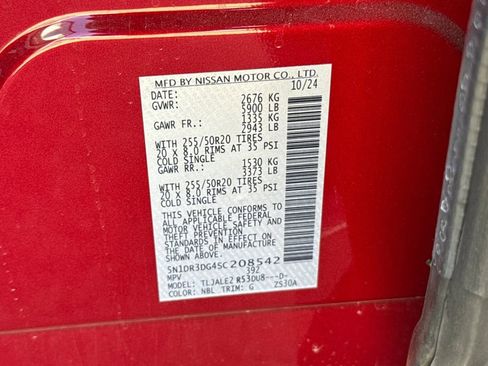 MFD BY NISSAN MOTOR CO., LTD.
DATE: 10/24
GVWR: 2676 KG
5900 LB
GAWR FR.: 1335 KG
2943 LB
WITH 255/50R20 TIRES
20 X 8.0 RIMS AT 35 PSI
COLD SINGLE
GAWR RR.: 1530 KG
3373 LB
WITH 255/50R20 TIRES
20 X 8.0 RIMS AT 35 PSI
COLD SINGLE
THIS VEHICLE CONFORMS TO
ALL APPLICABLE FEDERAL
MOTOR VEHICLE SAFETY AND
THEFT PREVENTION
STANDARDS IN EFFECT ON THE
DATE OF MANUFACTURE
SHOWN ABOVE.
5N1DR3DG4SC208542
MPV 392
MODEL: TLJALE2 R53DU8---D-
COLOR: NBL TRIM: G ZS30A